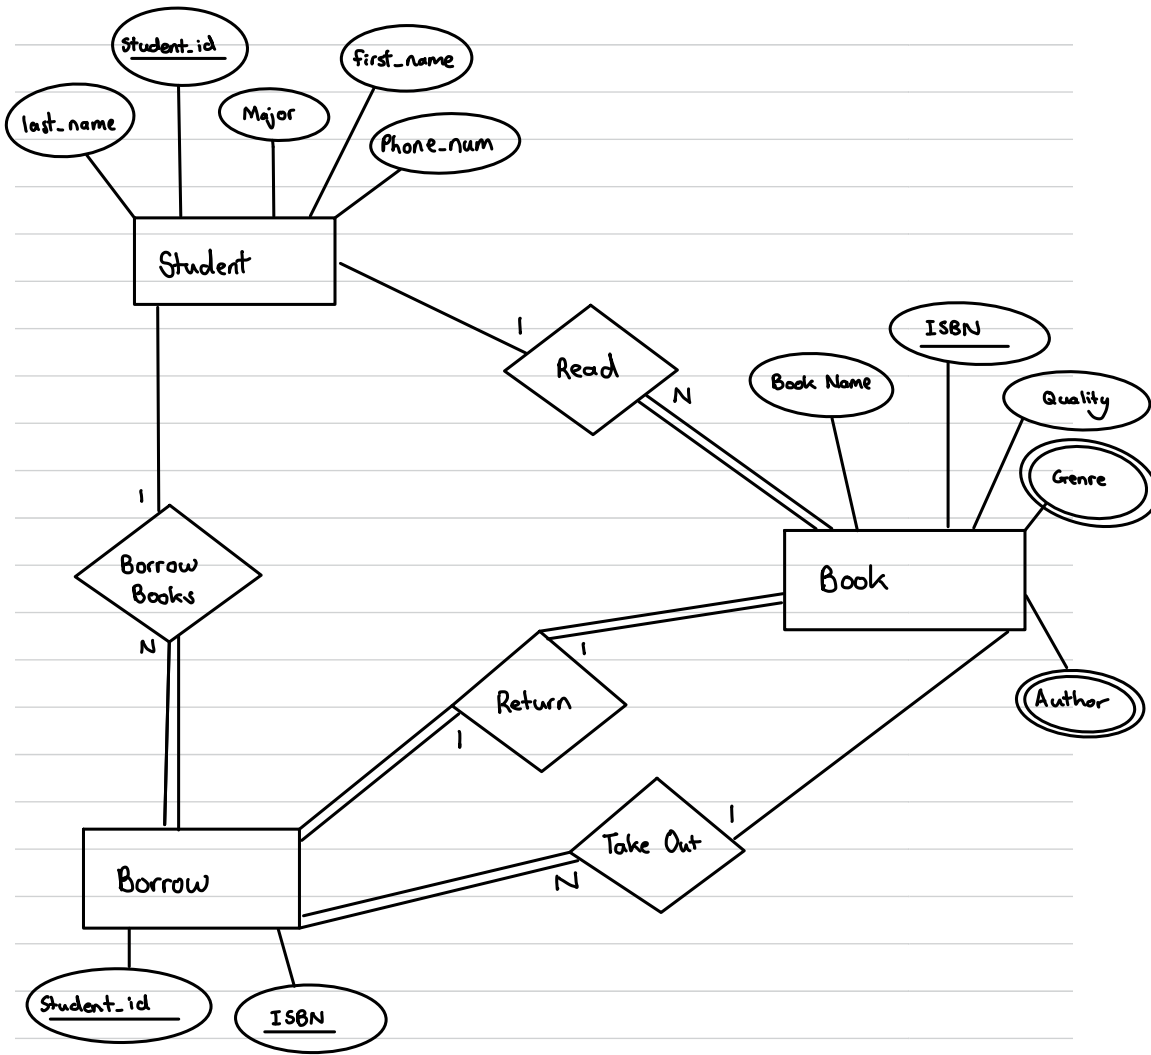 Student_id
first_name
last_name
Major
Phone_num
Student
1
Read
N
ISBN
Book Name
Quality
Genre
1
Borrow
Books
N
Book
1
Return
1
Author
1
Take Out
N
Borrow
Student_id
ISBN